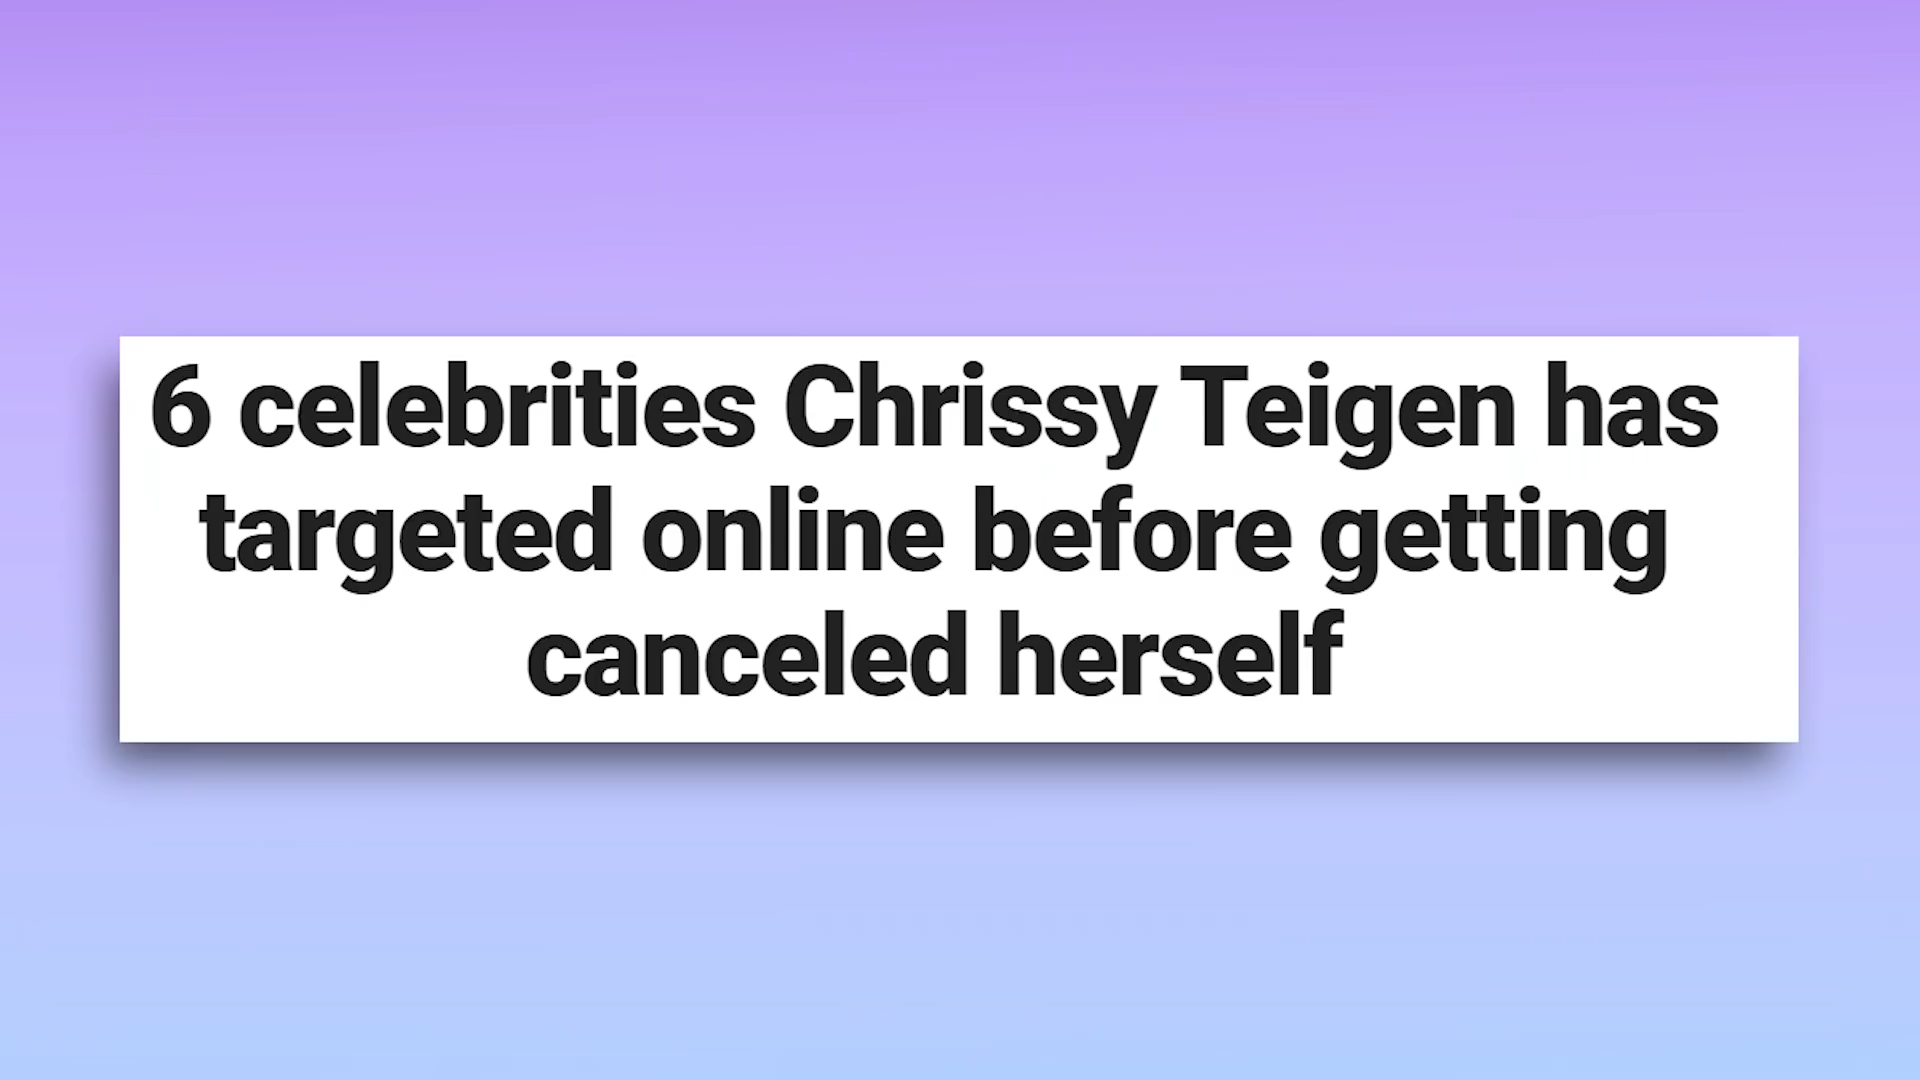 6 celebrities Chrissy Teigen has
targeted online before getting
canceled herself